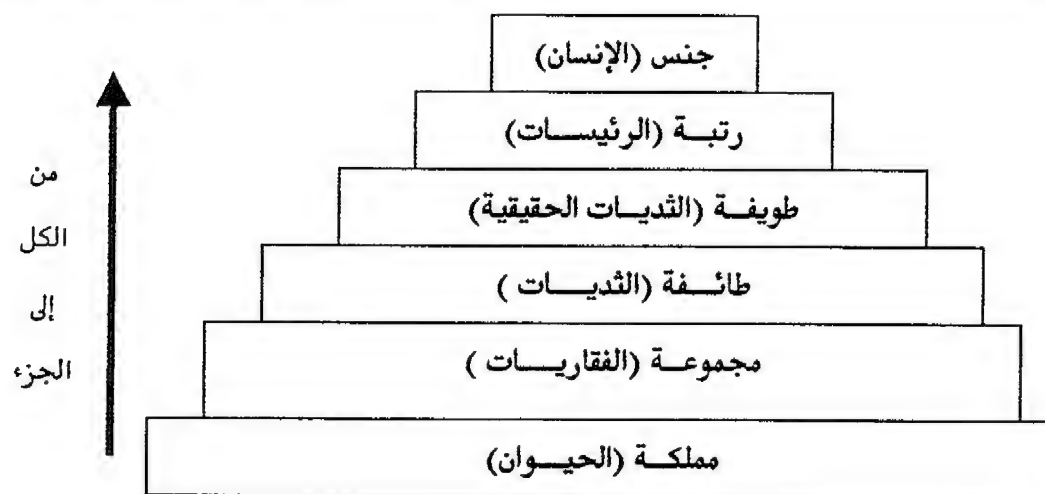 جنس (الإنسان)
رتبة (الرئيسات)
طويفة (الثديات الحقيقية)
طائفة (الثديات )
مجموعة (الفقاريات )
مملكة (الحيوان)
من
الكل
إلى
الجزء